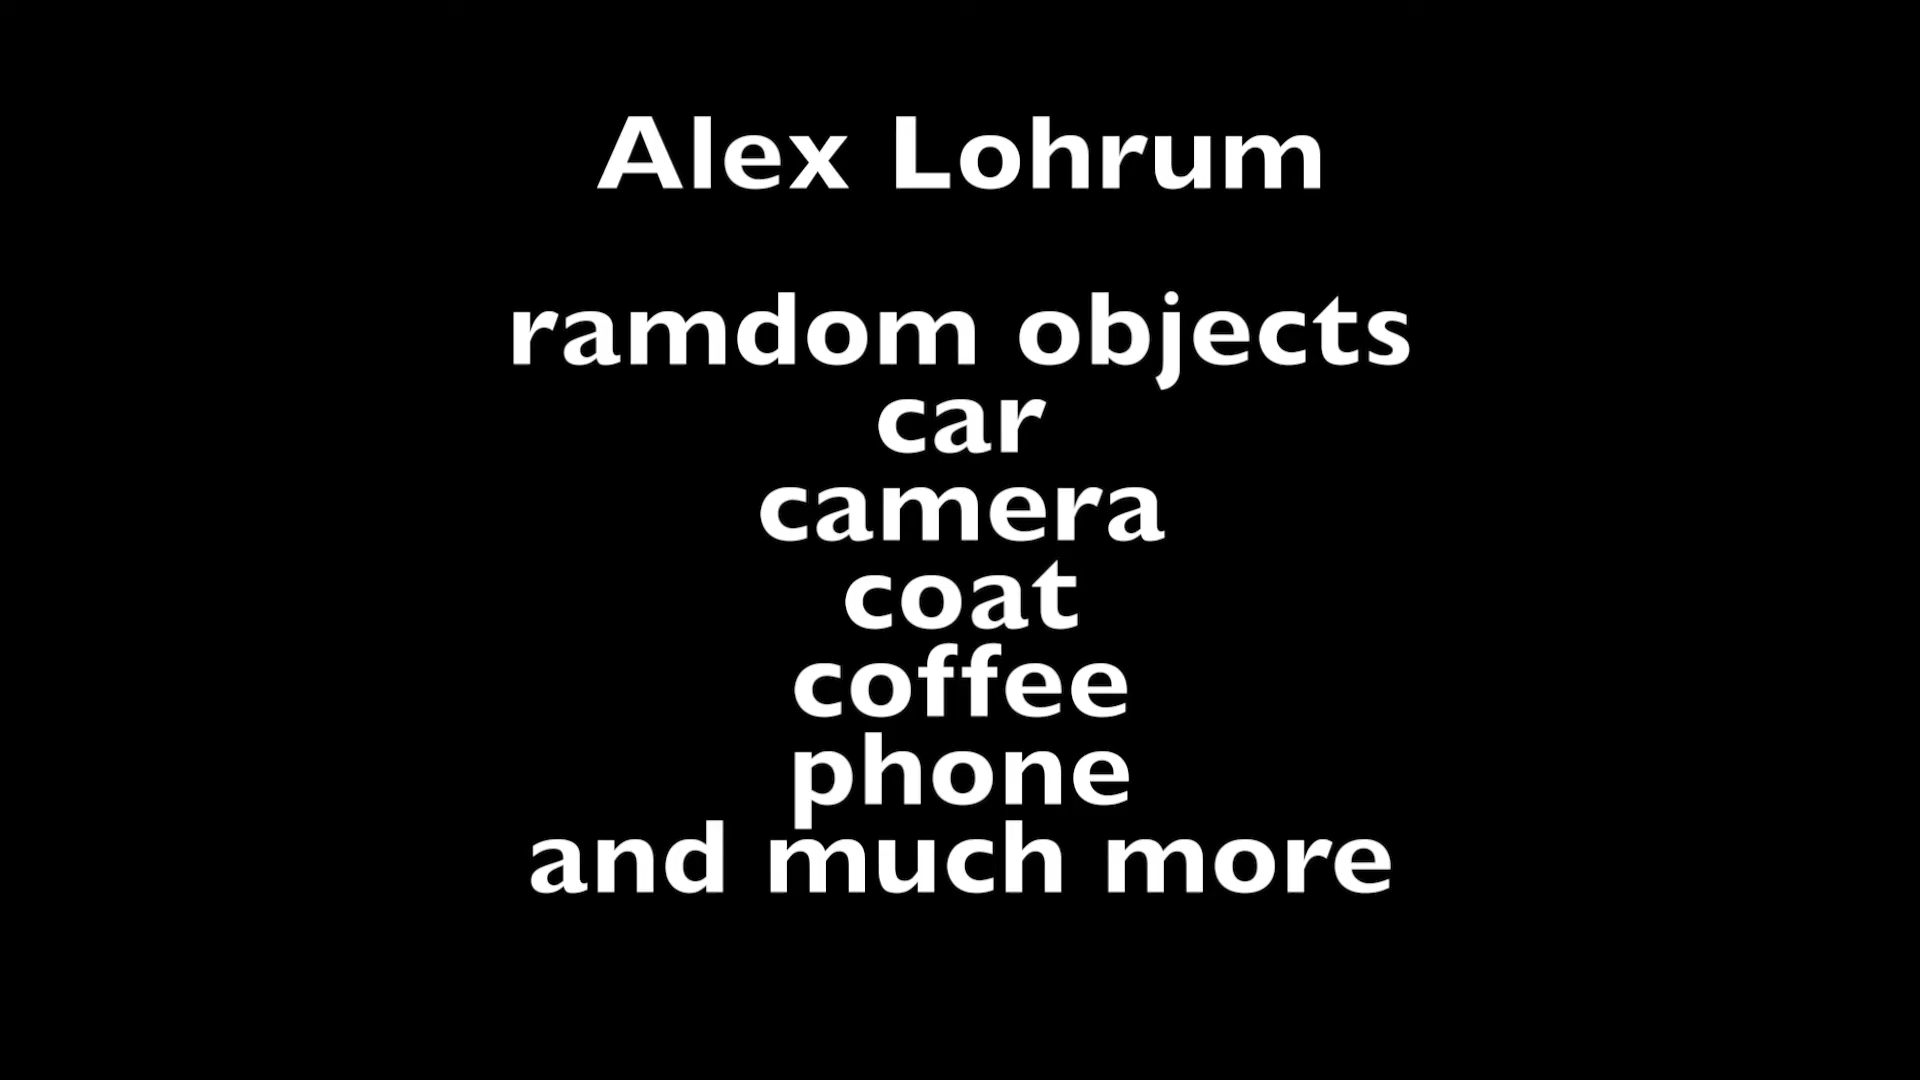 Alex Lohrum
ramdom objects
car
camera
coat
coffee
phone
and much more